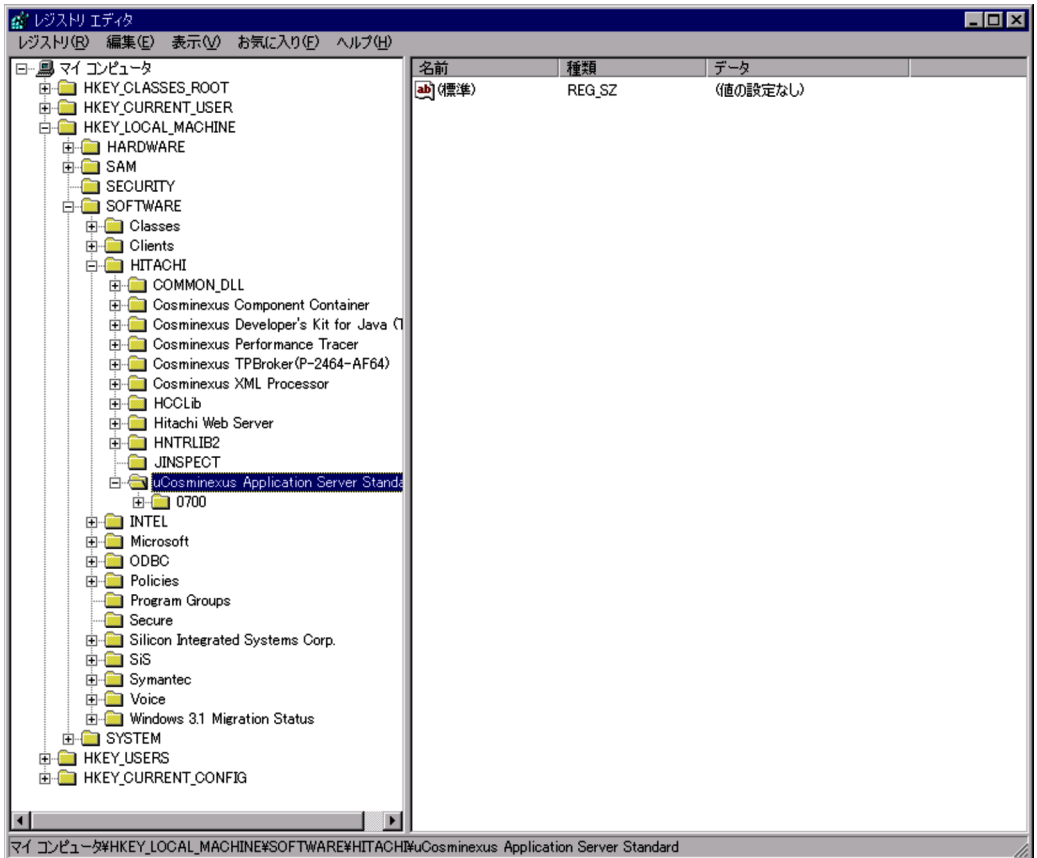 レジストリ エディタ
レジストリ(R) 編集(E) 表示(V) お気に入り(F) ヘルプ(H)
マイ コンピュータ
HKEY_CLASSES_ROOT
HKEY_CURRENT_USER
HKEY_LOCAL_MACHINE
HARDWARE
SAM
SECURITY
SOFTWARE
Classes
Clients
HITACHI
COMMON_DLL
Cosminexus Component Container
Cosminexus Developer's Kit for Java (T
Cosminexus Performance Tracer
Cosminexus TPBroker(P-2464-AF64)
Cosminexus XML Processor
HCCLib
Hitachi Web Server
HNTRLIB2
JINSPECT
uCosminexus Application Server Standa
0700
INTEL
Microsoft
ODBC
Policies
Program Groups
Secure
Silicon Integrated Systems Corp.
SiS
Symantec
Voice
Windows 3.1 Migration Status
SYSTEM
HKEY_USERS
HKEY_CURRENT_CONFIG
名前 種類 データ
ab (標準) REG_SZ (値の設定なし)
マイ コンピュータ¥HKEY_LOCAL_MACHINE¥SOFTWARE¥HITACHI¥uCosminexus Application Server Standard